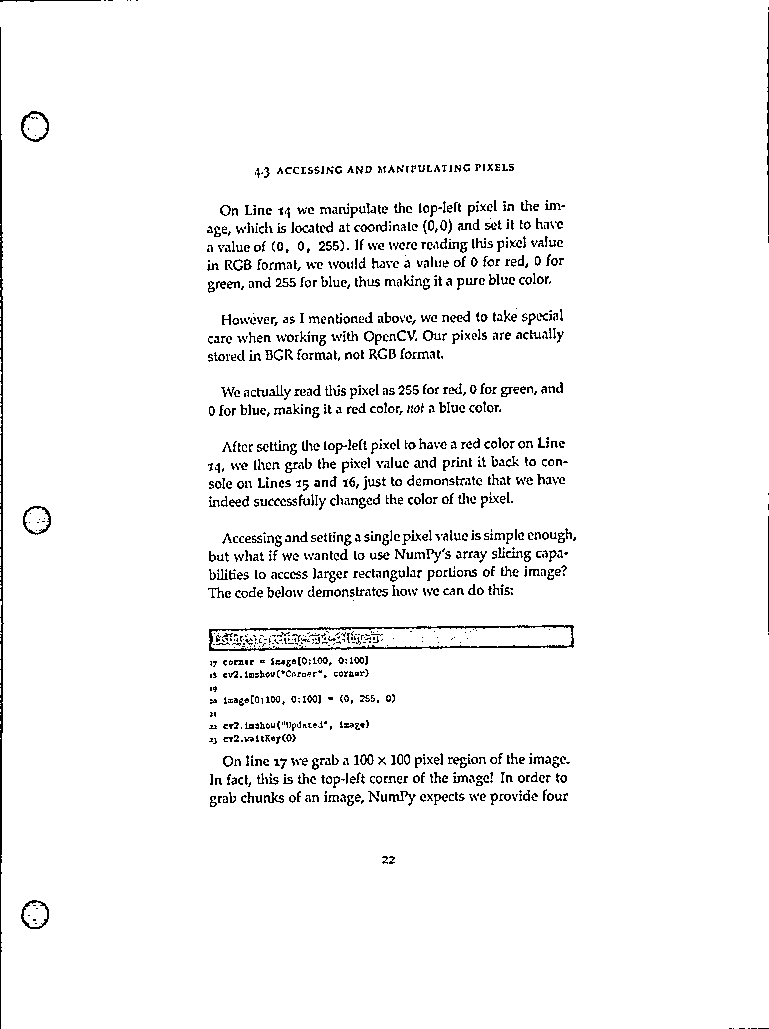 4.3 ACCESSING AND MANIPULATING PIXELS
On Line 14 we manipulate the top-left pixel in the im-
age, which is located at coordinate (0,0) and set it to have
a value of (0, 0, 255). If we were reading this pixel value
in RGB format, we would have a value of 0 for red, 0 for
green, and 255 for blue, thus making it a pure blue color.
However, as I mentioned above, we need to take special
care when working with OpenCV. Our pixels are actually
stored in BGR format, not RGB format.
We actually read this pixel as 255 for red, 0 for green, and
0 for blue, making it a red color, not a blue color.
After setting the top-left pixel to have a red color on Line
14, we then grab the pixel value and print it back to con-
sole on Lines 15 and 16, just to demonstrate that we have
indeed successfully changed the color of the pixel.
Accessing and setting a single pixel value is simple enough,
but what if we wanted to use NumPy's array slicing capa-
bilities to access larger rectangular portions of the image?
The code below demonstrates how we can do this:
17 corner = image[0:100, 0:100]
18 cv2.imshow("Corner", corner)
19
20 image[0:100, 0:100] = (0, 255, 0)
21
22 cv2.imshow("Updated", image)
23 cv2.waitKey(0)
On line 17 we grab a 100 × 100 pixel region of the image.
In fact, this is the top-left corner of the image! In order to
grab chunks of an image, NumPy expects we provide four
22